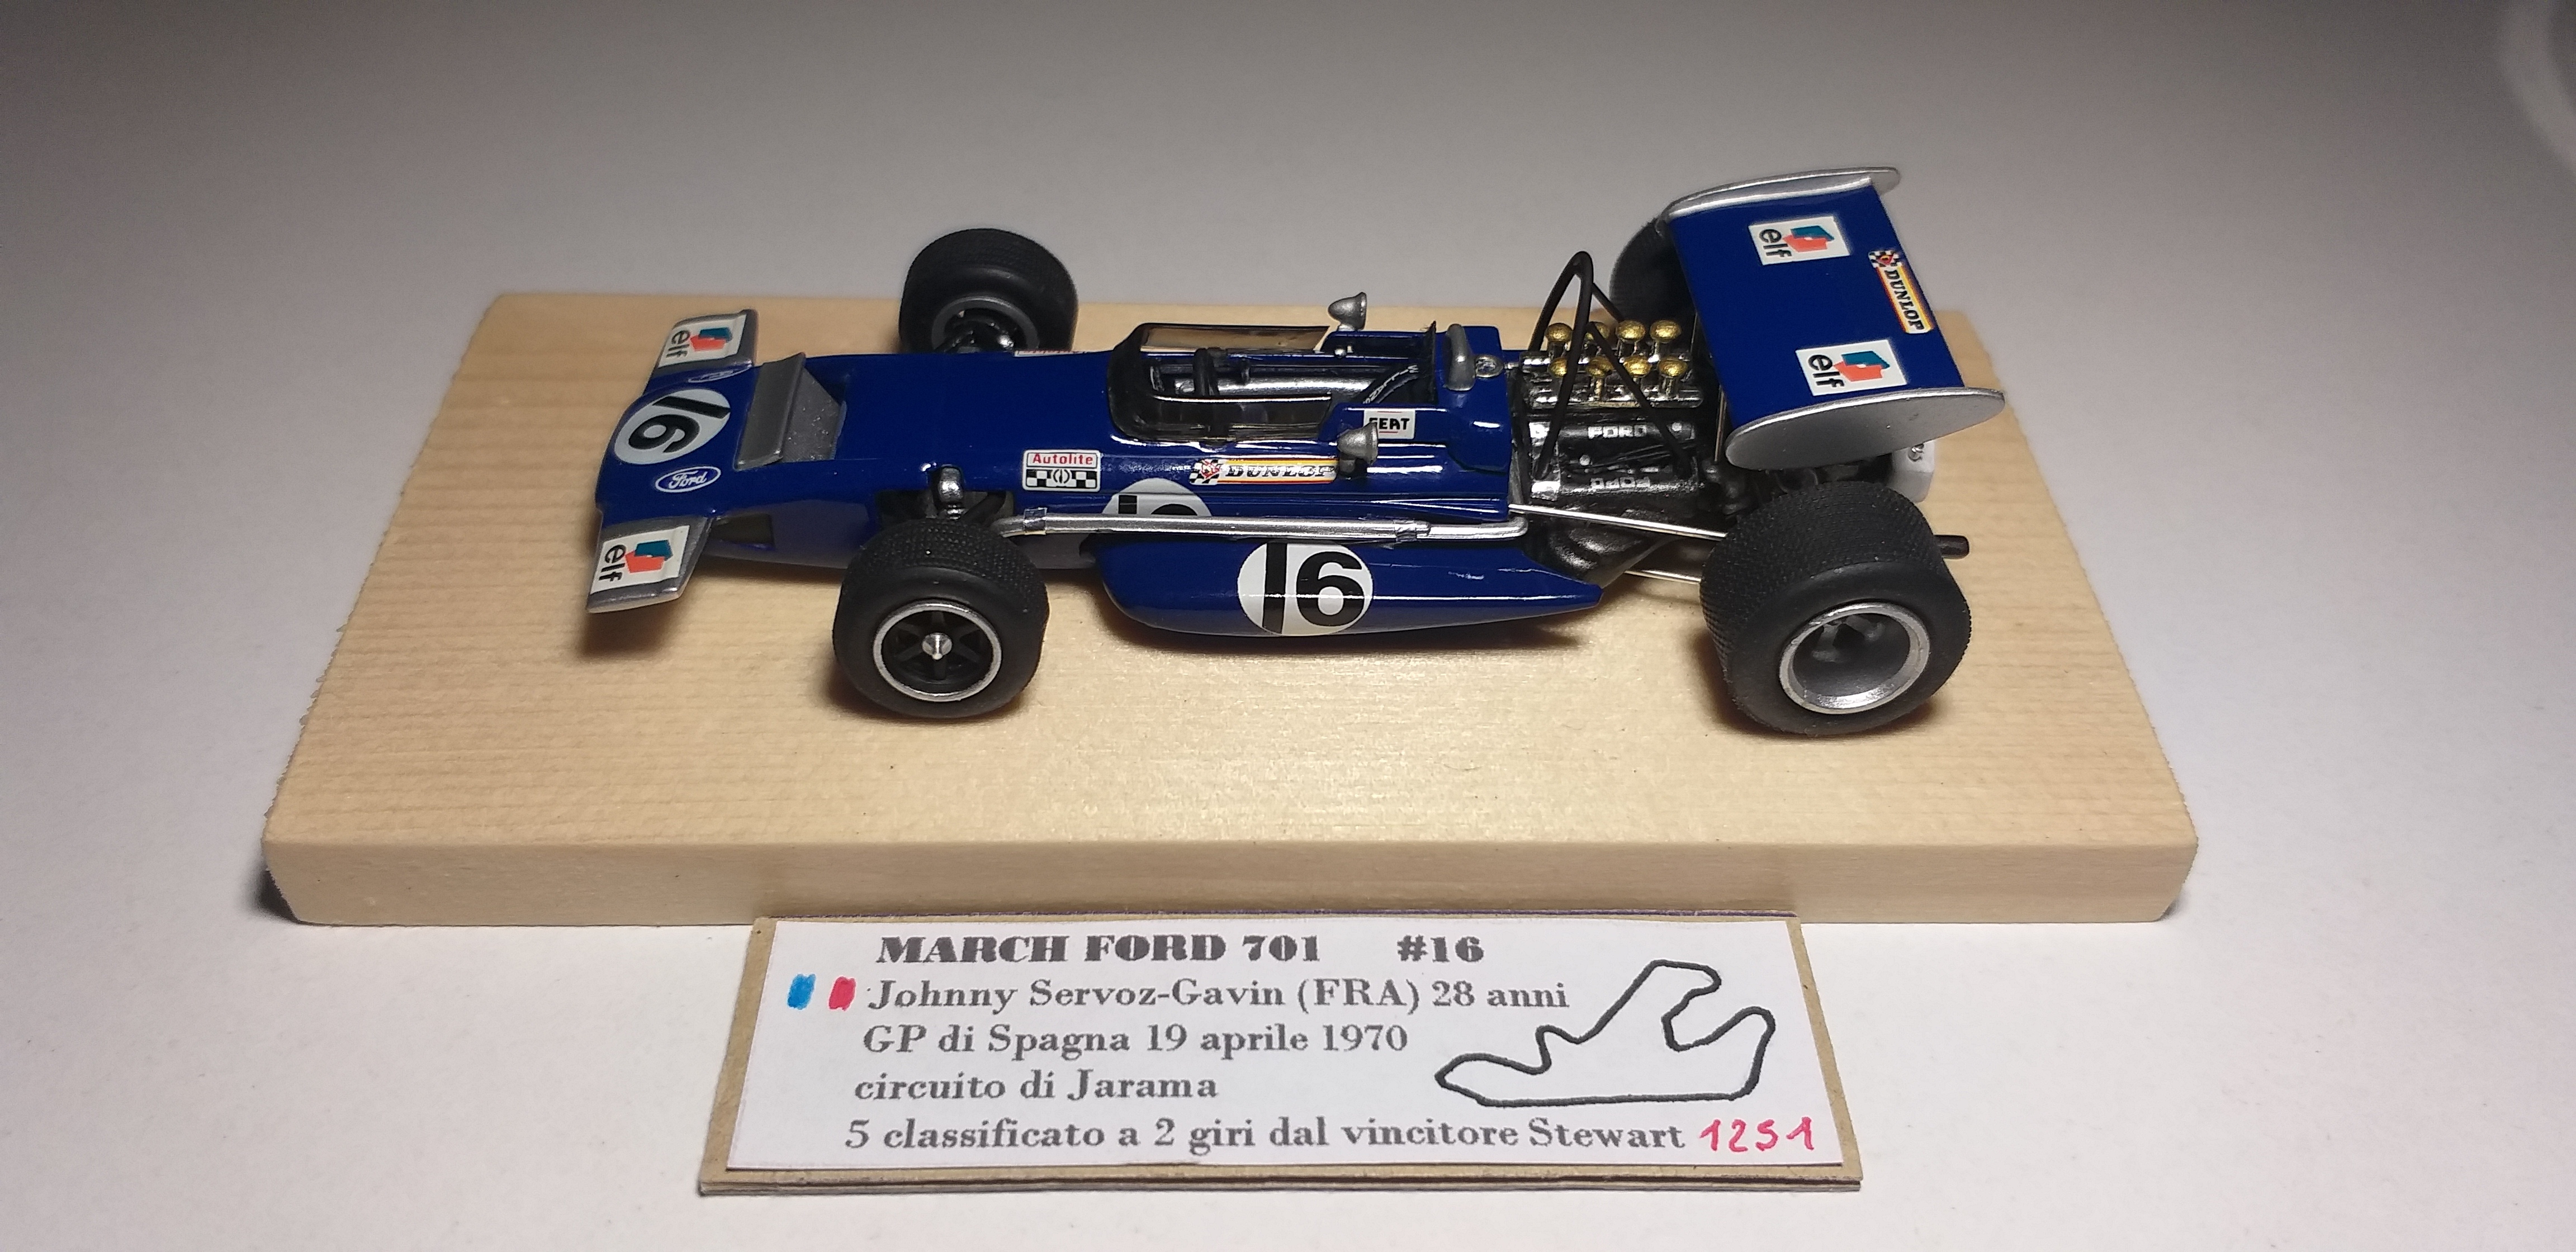 elf
DUNLOP
elf
elf
16
Ford
SEAT
FORD
FORD
Autolite
DUNLOP
elf
16
MARCH FORD 701 #16
Johnny Servoz-Gavin (FRA) 28 anni
GP di Spagna 19 aprile 1970
circuito di Jarama
5 classificato a 2 giri dal vincitore Stewart 1251